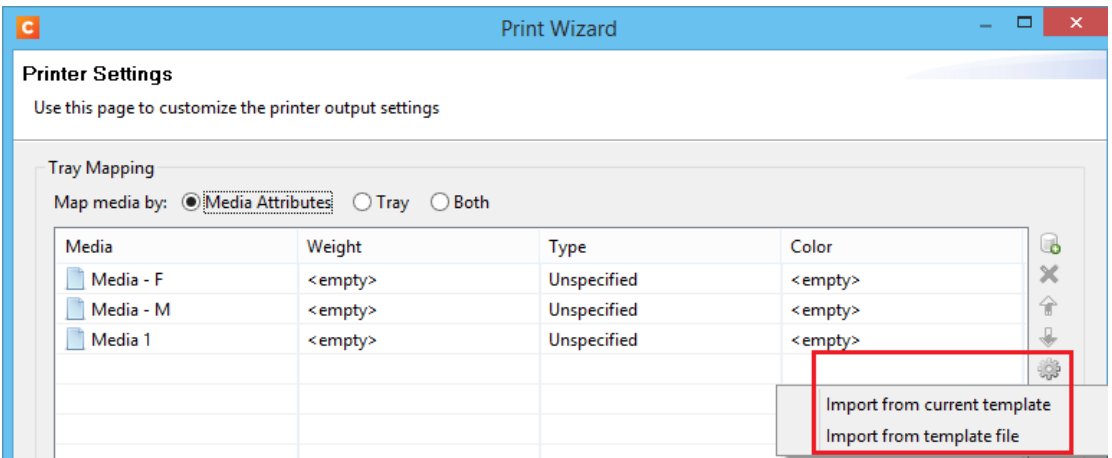 C
Print Wizard
Printer Settings
Use this page to customize the printer output settings
Tray Mapping
Map media by: Media Attributes Tray Both
Media Weight Type Color
Media - F <empty> Unspecified <empty>
Media - M <empty> Unspecified <empty>
Media 1 <empty> Unspecified <empty>
Import from current template
Import from template file